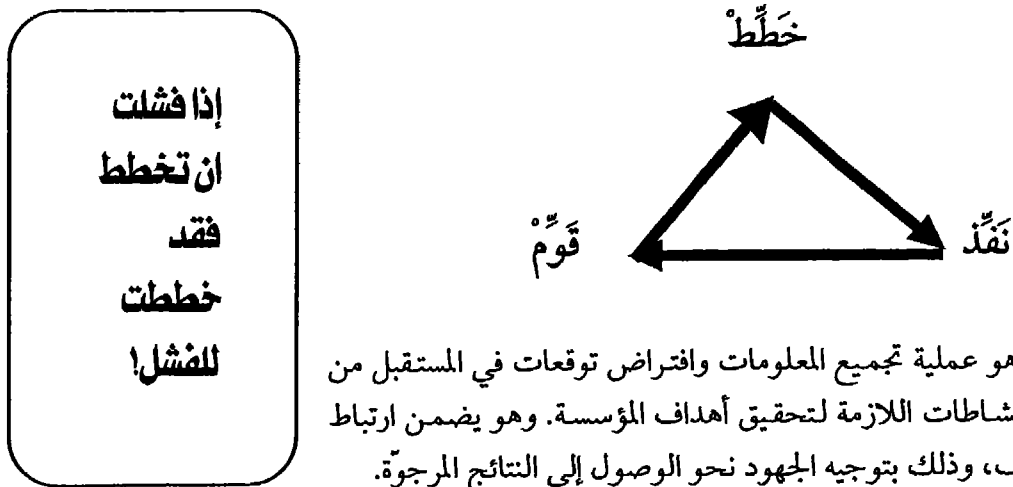 خَطِّطْ
نَفِّذ
قَوِّمْ
إذا فشلت
ان تخطط
فقد
خططت
للفشل!
هو عملية تجميع المعلومات وافتراض توقعات في المستقبل من
اللازمة لتحقيق أهداف المؤسسة. وهو يضمن ارتباط
وذلك بتوجيه الجهود نحو الوصول إلى النتائج المرجوّة.